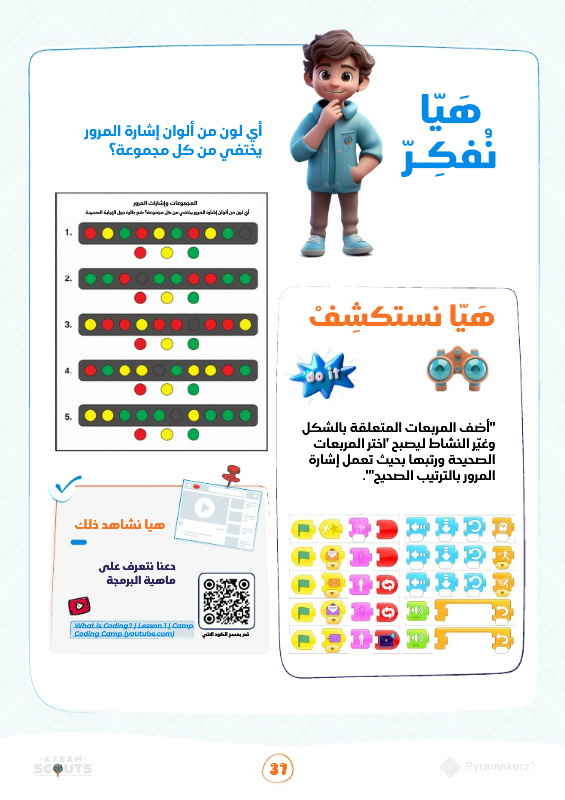 هَيّا
نُفكِرّ
أي لون من ألوان إشارة المرور
يختفي من كل مجموعة؟
المجموعات وإشارات المرور
أي لون من ألوان إشارة المرور يختفي من كل مجموعة؟ ضع دائرة حول الإجابة الصحيحة
1.
2.
3.
4.
5.
هَيّا نستكشِفْ
do it
"أضف المربعات المتعلقة بالشكل
وغيّر النشاط ليصبح 'اختر المربعات
الصحيحة ورتبها بحيث تعمل إشارة
المرور بالترتيب الصحيح'".
هيا نشاهد ذلك
دعنا نتعرف على
ماهية البرمجة
What is Coding? | Lesson 1 | Camp
Coding Camp (youtube.com)
قم بمسح الكود الاتي
STEAM
SCOUTS
37
Pyramakerz